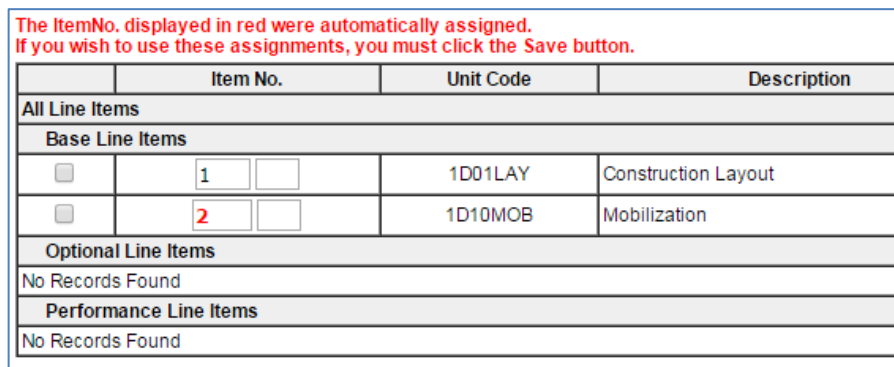 The ItemNo. displayed in red were automatically assigned.
If you wish to use these assignments, you must click the Save button.
Item No. Unit Code Description
All Line Items
Base Line Items
1 1D01LAY Construction Layout
2 1D10MOB Mobilization
Optional Line Items
No Records Found
Performance Line Items
No Records Found